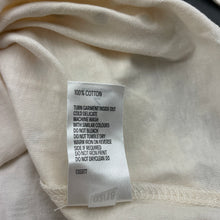 100% COTTON
TURN GARMENT INSIDE OUT
COLD DELICATE
MACHINE WASH
WITH SIMILAR COLOURS
DO NOT BLEACH
DO NOT TUMBLE DRY
WARM IRON ON REVERSE
SIDE IF REQUIRED
DO NOT IRON PRINT
DO NOT DRYCLEAN